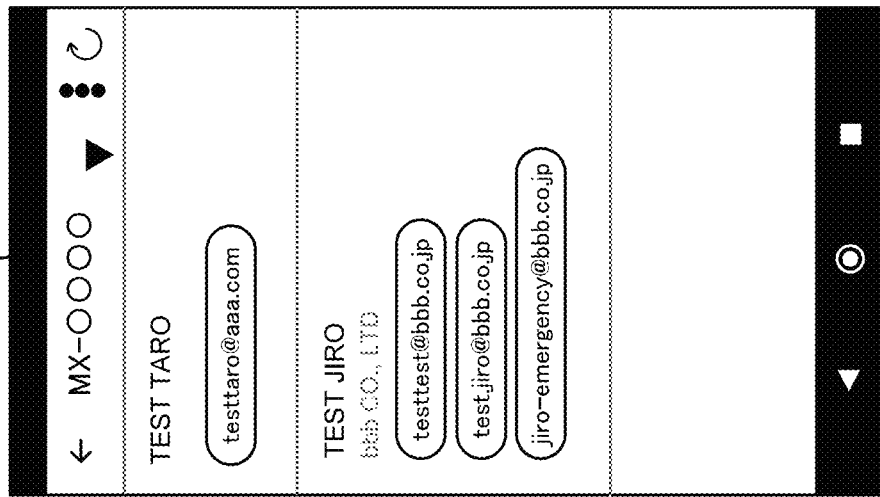 MX-OOOO
TEST TARO
testtaro@aaa.com
TEST JIRO
bbb CO., LTD
testtest@bbb.co.jp
test.jiro@bbb.co.jp
jiro-emergency@bbb.co.jp